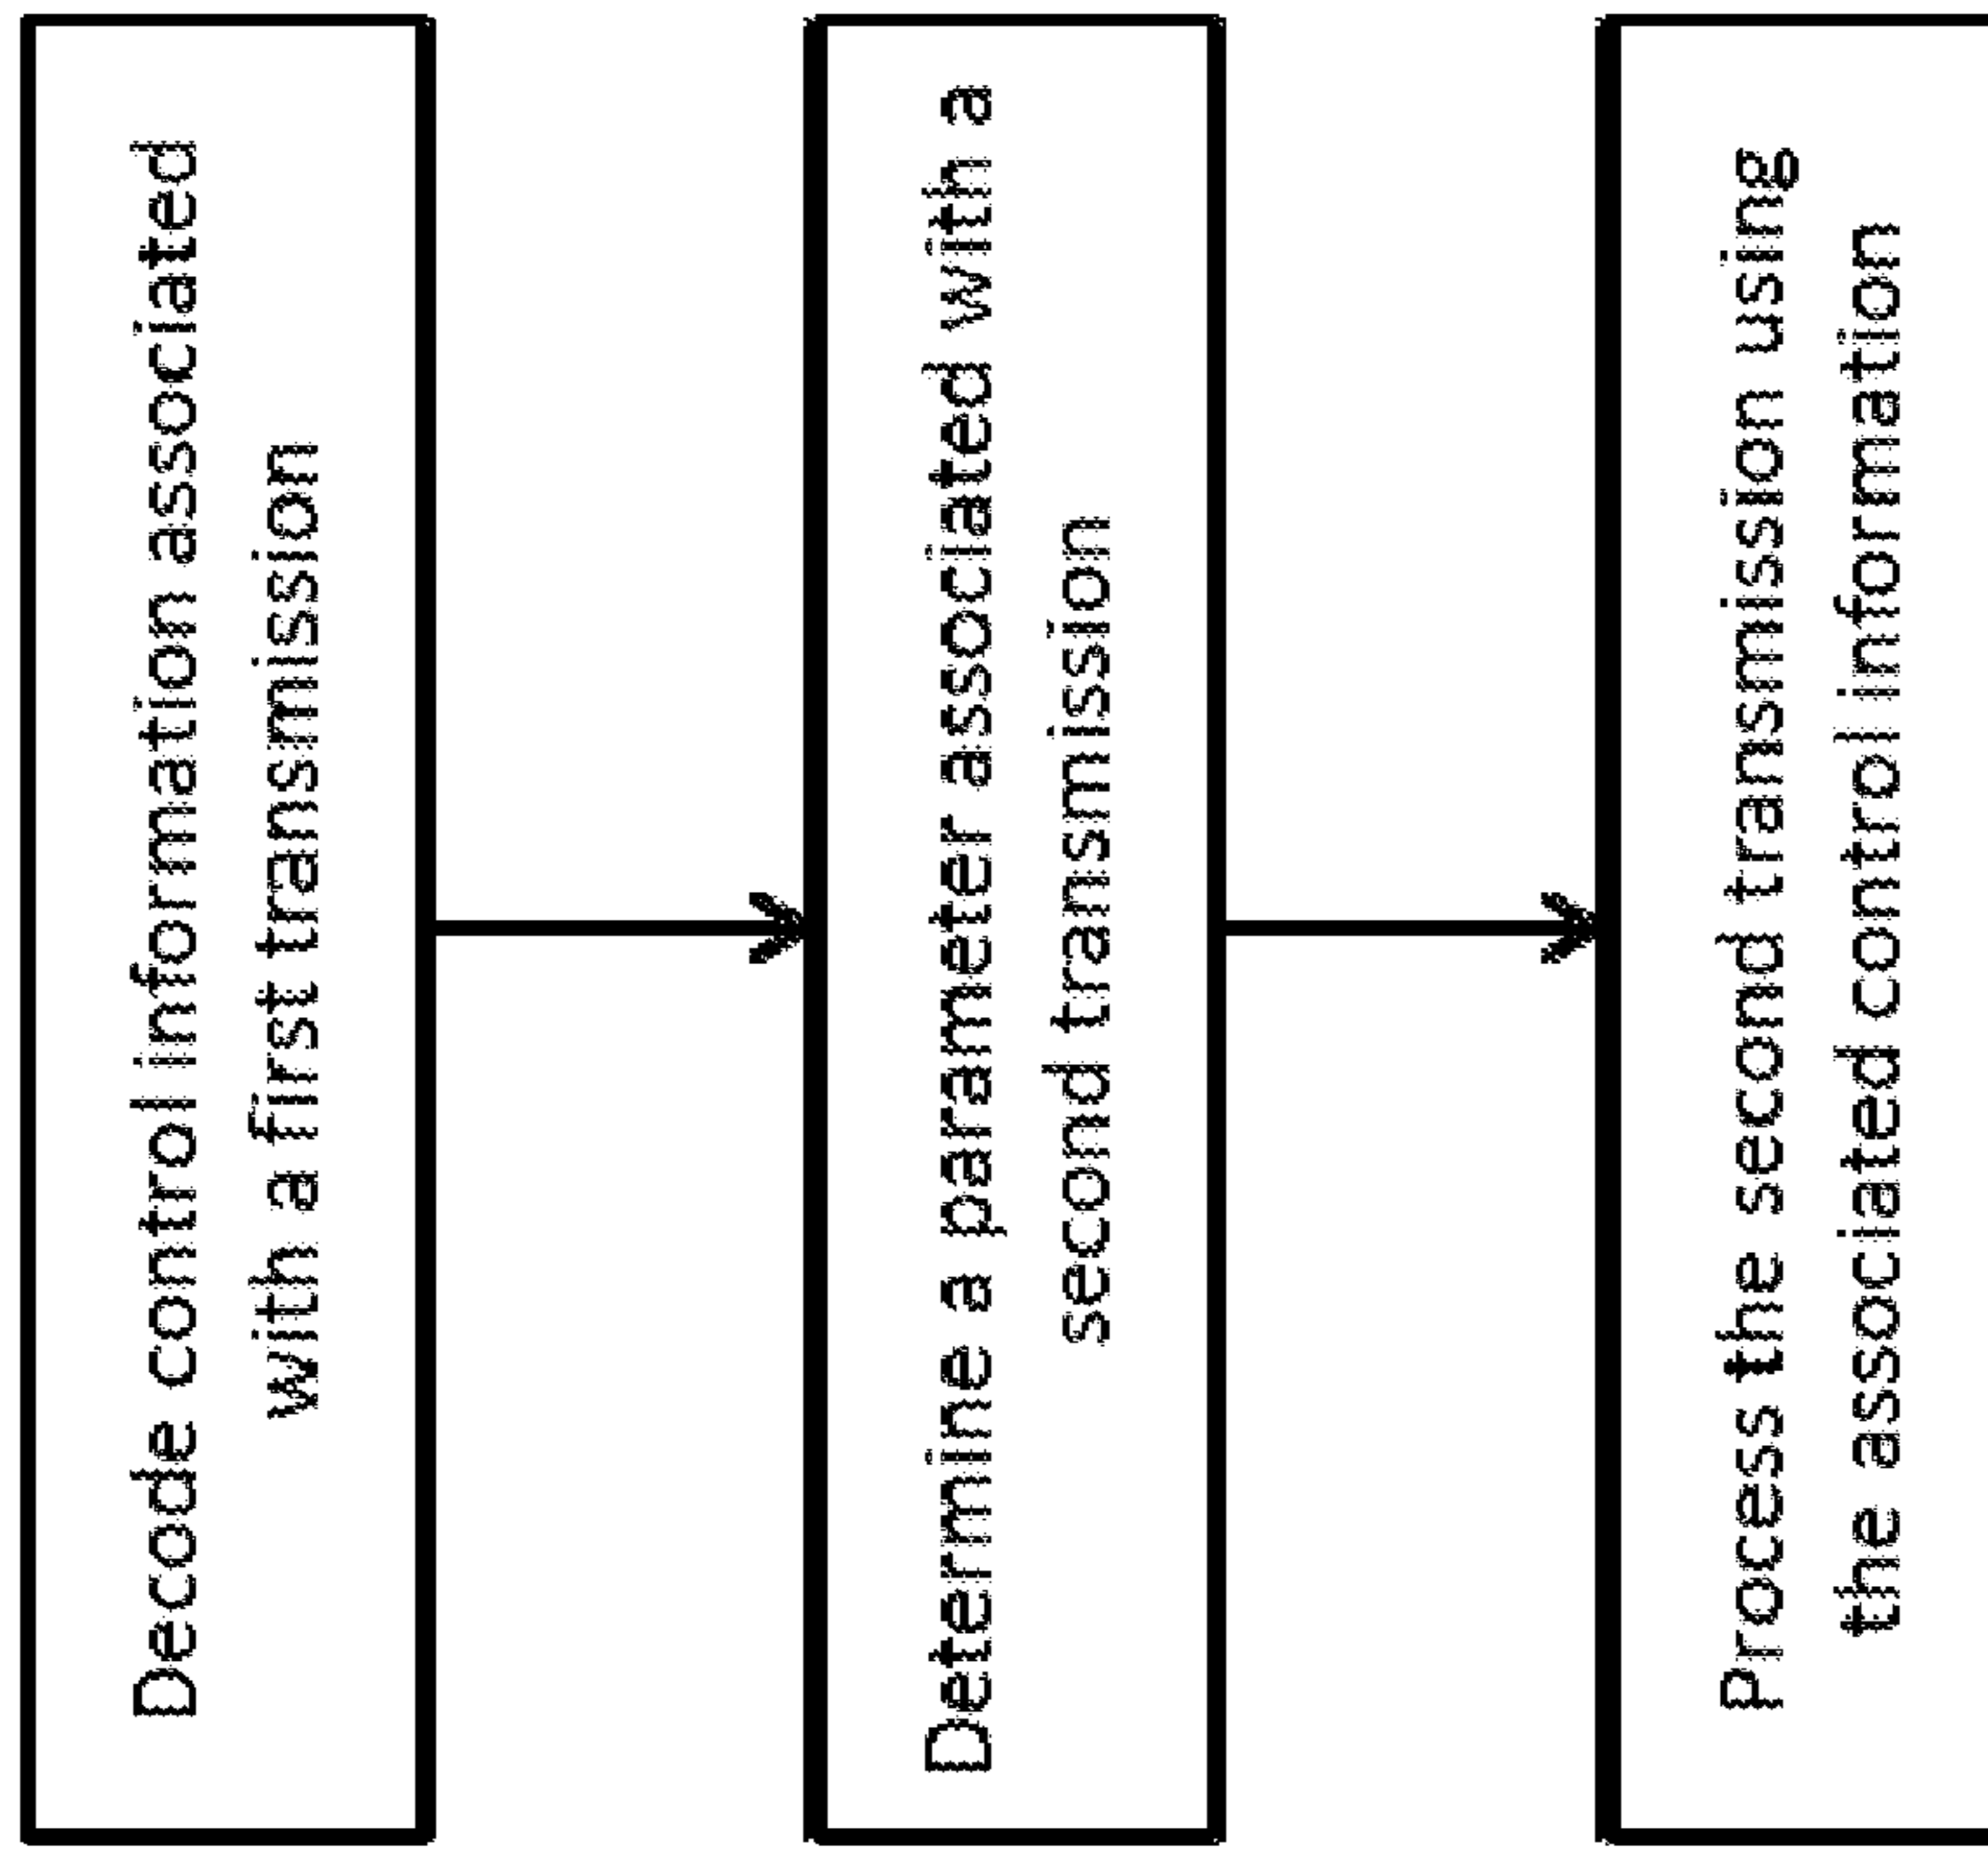 Decode control information associated
with a first transmission
Determine a parameter associated with a
second transmission
Process the second transmission using
the associated control information